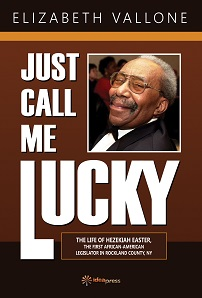 ELIZABETH VALLONE
JUST
CALL
ME
LUCKY
THE LIFE OF HEZEKIAH EASTER,
THE FIRST AFRICAN-AMERICAN
LEGISLATOR IN ROCKLAND COUNTY, NY
ideapress